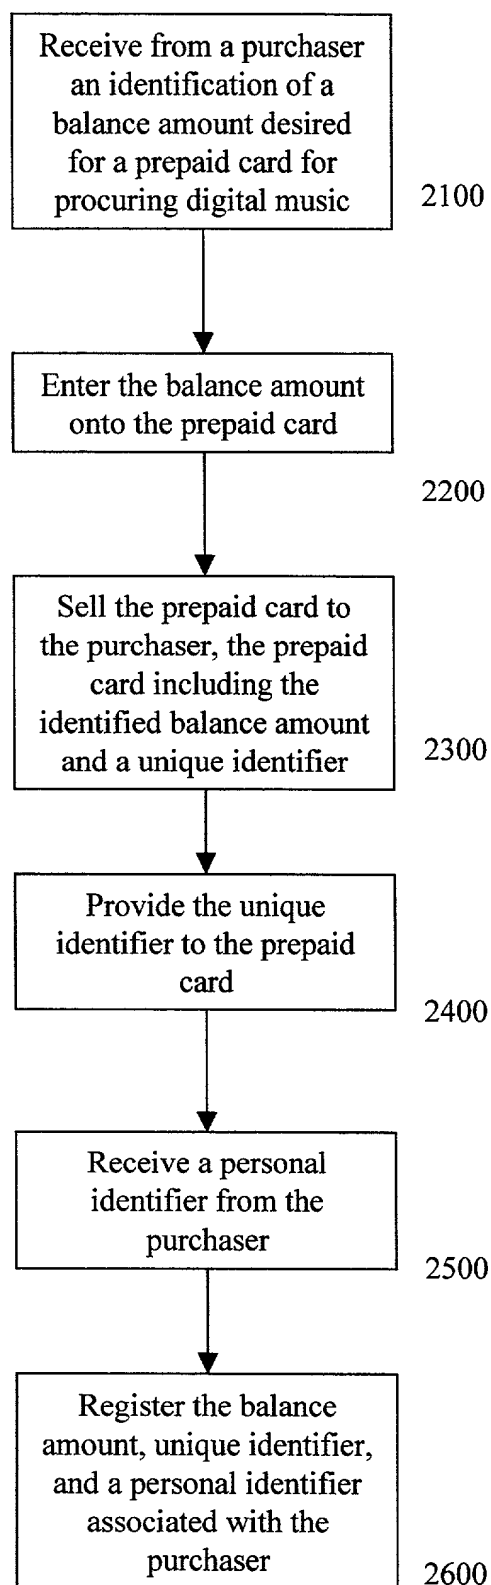 Receive from a purchaser
an identification of a
balance amount desired
for a prepaid card for
procuring digital music
2100
Enter the balance amount
onto the prepaid card
2200
Sell the prepaid card to
the purchaser, the prepaid
card including the
identified balance amount
and a unique identifier
2300
Provide the unique
identifier to the prepaid
card
2400
Receive a personal
identifier from the
purchaser
2500
Register the balance
amount, unique identifier,
and a personal identifier
associated with the
purchaser
2600